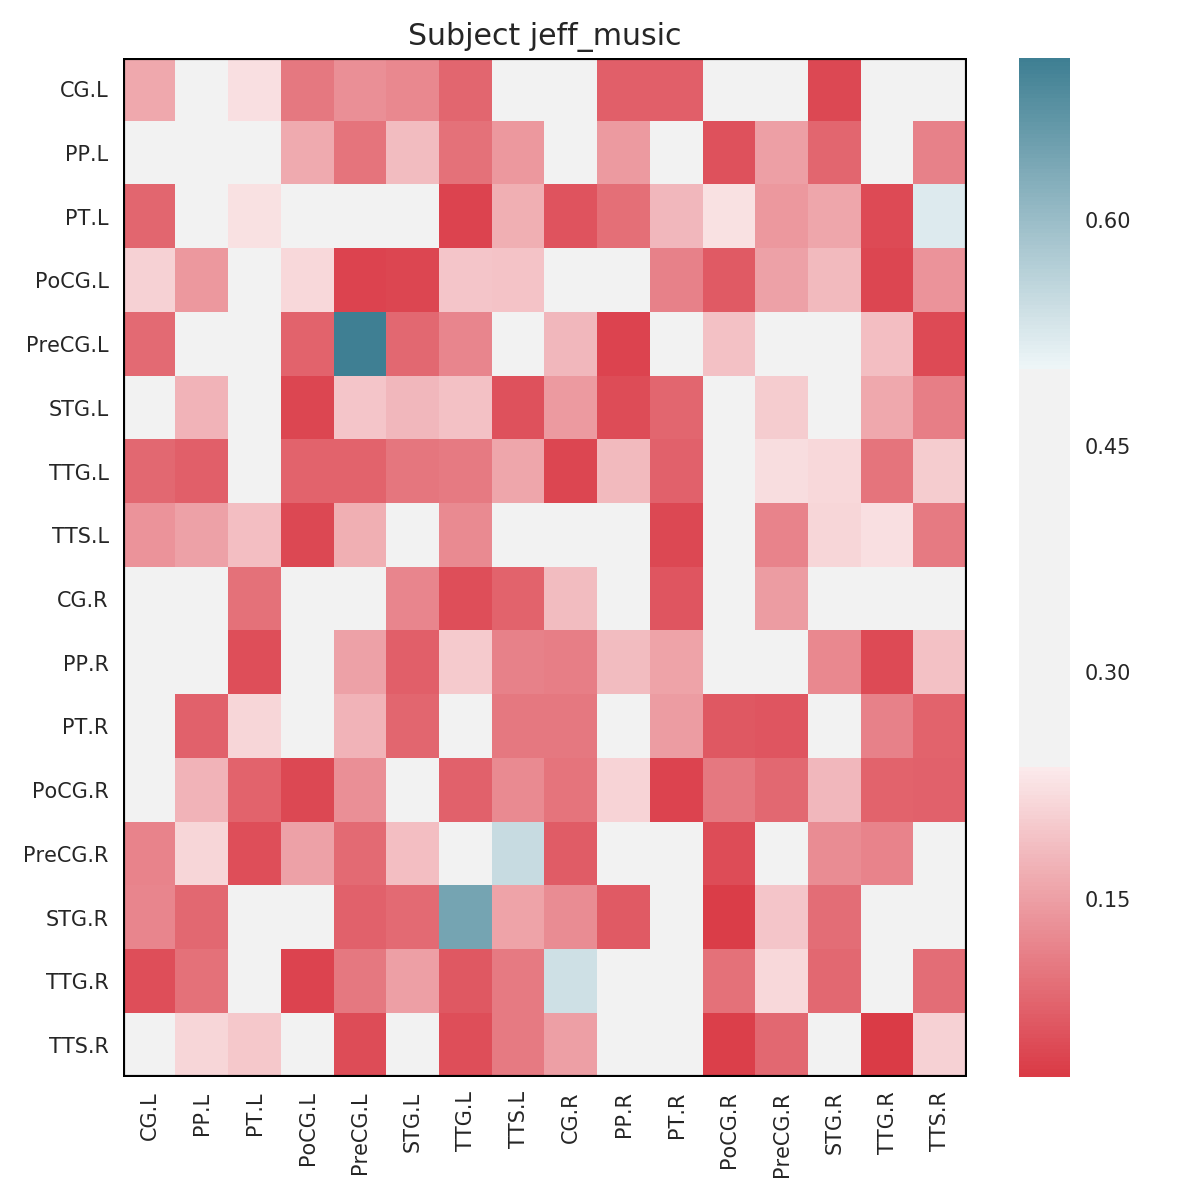 Subject jeff_music
CG.L
PP.L
PT.L
PoCG.L
PreCG.L
STG.L
TTG.L
TTS.L
CG.R
PP.R
PT.R
PoCG.R
PreCG.R
STG.R
TTG.R
TTS.R
CG.L
PP.L
PT.L
PoCG.L
PreCG.L
STG.L
TTG.L
TTS.L
CG.R
PP.R
PT.R
PoCG.R
PreCG.R
STG.R
TTG.R
TTS.R
0.60
0.45
0.30
0.15